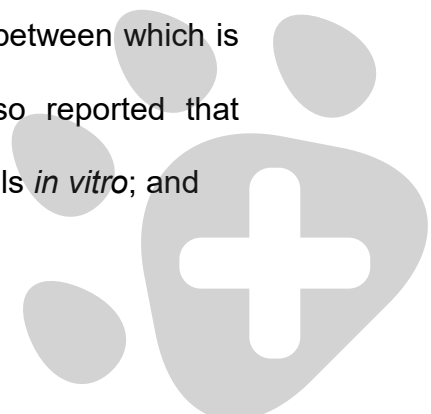 between which is
so reported that
ls in vitro; and